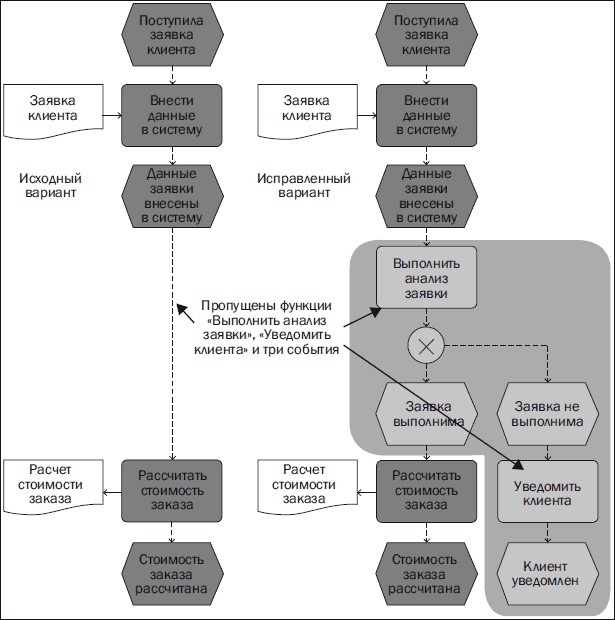 Поступила
заявка
клиента
Поступила
заявка
клиента
Заявка
клиента
Внести
данные
в систему
Заявка
клиента
Внести
данные
в систему
Исходный
вариант
Данные
заявки
внесены
в систему
Исправленный
вариант
Данные
заявки
внесены
в систему
Выполнить
анализ
заявки
Пропущены функции
«Выполнить анализ
заявки», «Уведомить
клиента» и три события
Заявка
выполнима
Заявка не
выполнима
Расчет
стоимости
заказа
Рассчитать
стоимость
заказа
Расчет
стоимости
заказа
Рассчитать
стоимость
заказа
Уведомить
клиента
Стоимость
заказа
рассчитана
Стоимость
заказа
рассчитана
Клиент
уведомлен